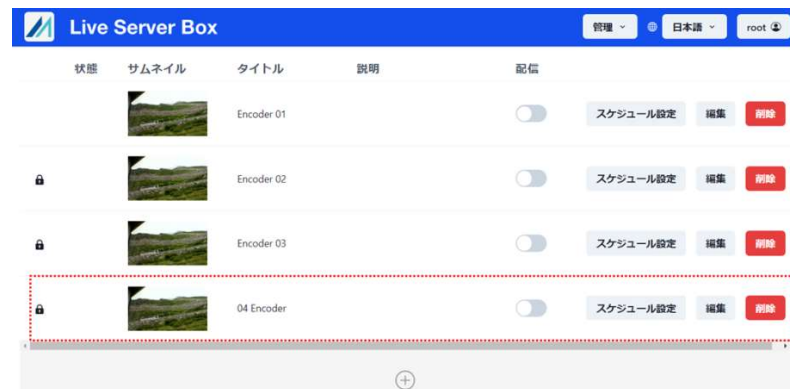 Live Server Box 管理 日本語 root
状態 サムネイル タイトル 説明 配信
Encoder 01 スケジュール設定 編集 削除
Encoder 02 スケジュール設定 編集 削除
Encoder 03 スケジュール設定 編集 削除
04 Encoder スケジュール設定 編集 削除